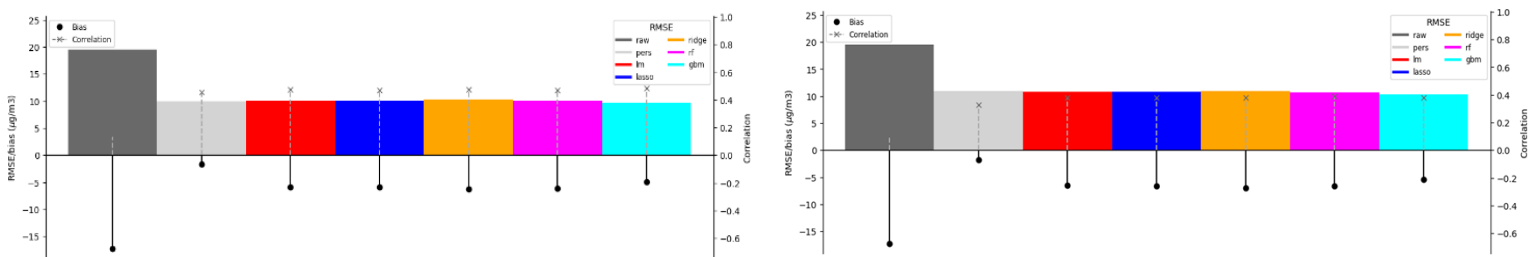 RMSE/bias (μg/m3)
25
20
15
10
5
0
−5
−10
−15
Bias
Correlation
RMSE
raw
pers
lm
lasso
ridge
rf
gbm
1.0
0.8
0.6
0.4
0.2
0.0
−0.2
−0.4
−0.6
Correlation
RMSE/bias (μg/m3)
25
20
15
10
5
0
−5
−10
−15
Bias
Correlation
RMSE
raw
pers
lm
lasso
ridge
rf
gbm
1.0
0.8
0.6
0.4
0.2
0.0
−0.2
−0.4
−0.6
Correlation